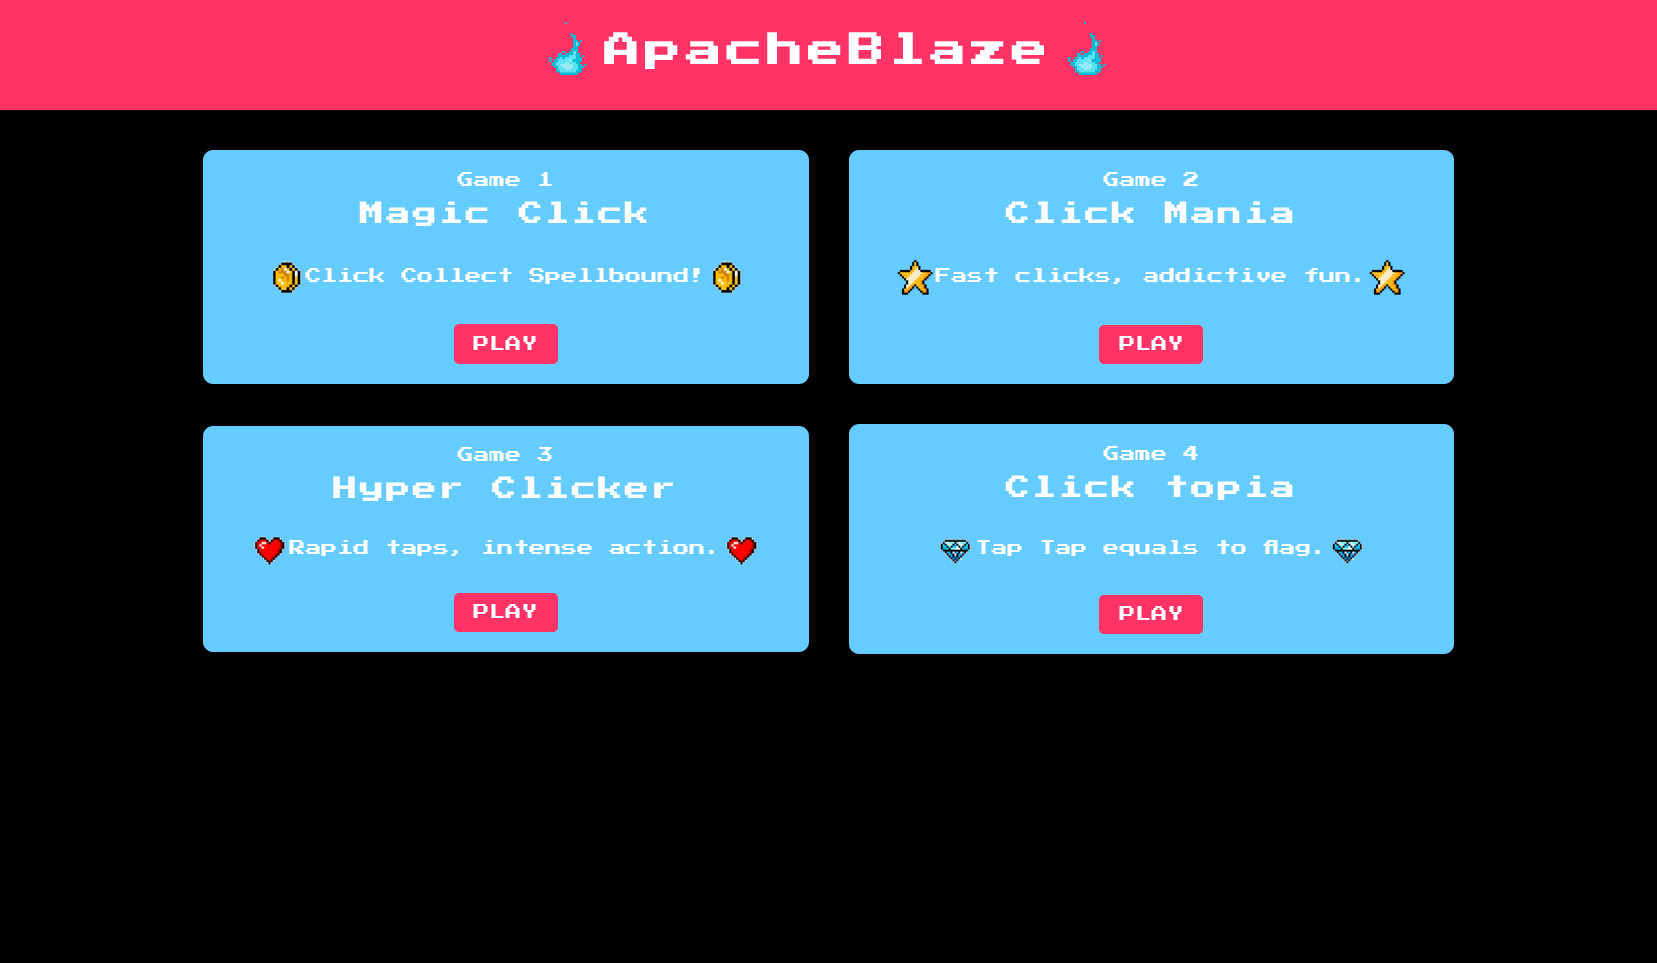 ApacheBlaze
Game 1
Magic Click
Click Collect Spellbound!
PLAY
Game 2
Click Mania
Fast clicks, addictive fun.
PLAY
Game 3
Hyper Clicker
Rapid taps, intense action.
PLAY
Game 4
Click topia
Tap Tap equals to flag.
PLAY